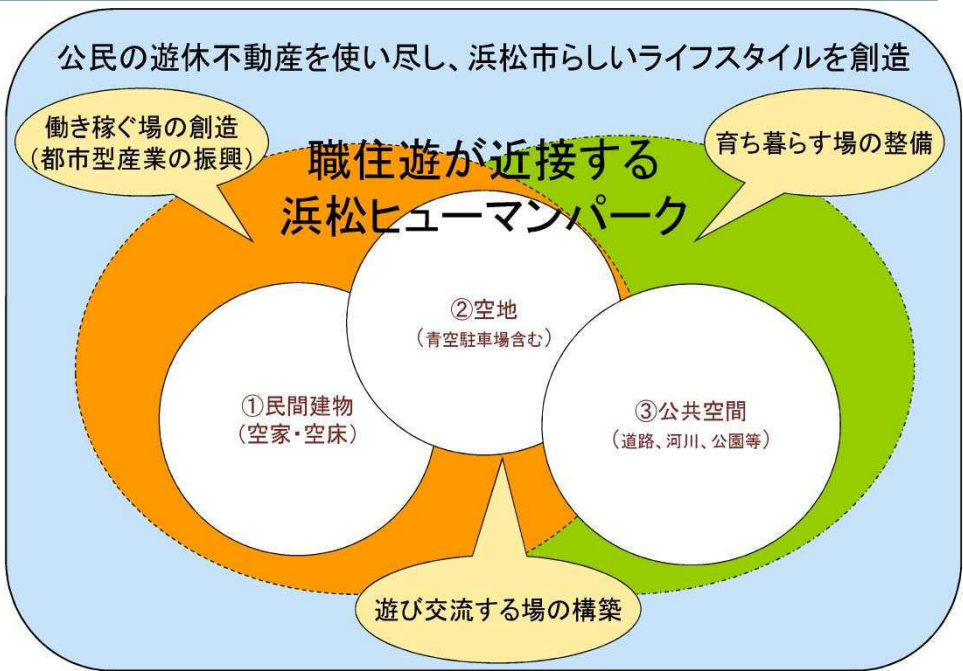 公民の遊休不動産を使い尽し、浜松市らしいライフスタイルを創造
働き稼ぐ場の創造
(都市型産業の振興)
職住遊が近接する
浜松ヒューマンパーク
育ち暮らす場の整備
②空地
(青空駐車場含む)
①民間建物
(空家・空床)
③公共空間
(道路、河川、公園等)
遊び交流する場の構築